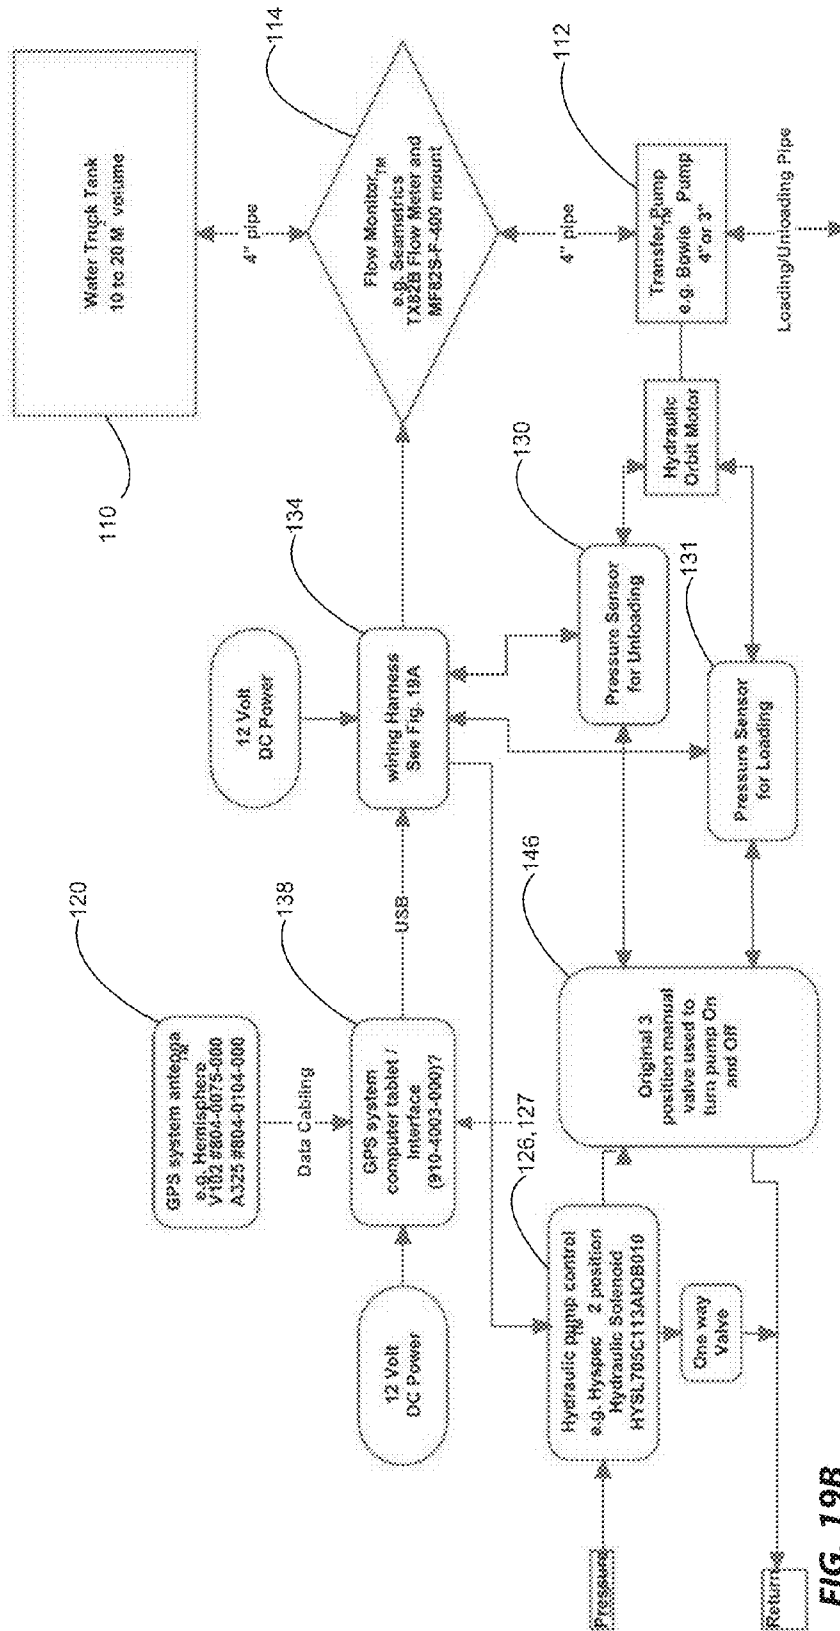 Water Truck Tank
10 to 20 M volume
110
4" pipe
114
Flow Monitor TM
e.g. Seametrics
TX82B Flow Meter and
MF82S-F-400 mount
4" pipe
112
Transfer Pump
TM
e.g. Bowie Pump
4" or 3"
Loading/Unloading Pipe
Hydraulic
Orbit Motor
12 Volt
DC Power
134
wiring Harness
See Fig. 19A
130
Pressure Sensor
for Unloading
131
Pressure Sensor
for Loading
120
GPS system antenna
TM
e.g. Hemisphere
V102 #804-0075-000
A325 #804-0104-000
Data Cabling
138
GPS system
computer tablet /
Interface
(910-4003-000)?
USB
12 Volt
DC Power
146
Original 3
position manual
valve used to
turn pump On
and Off
126, 127
Hydraulic pump control
TM
e.g. Hyspec 2 position
Hydraulic Solenoid
One way
Valve
Pressure
Return
FIG. 19B